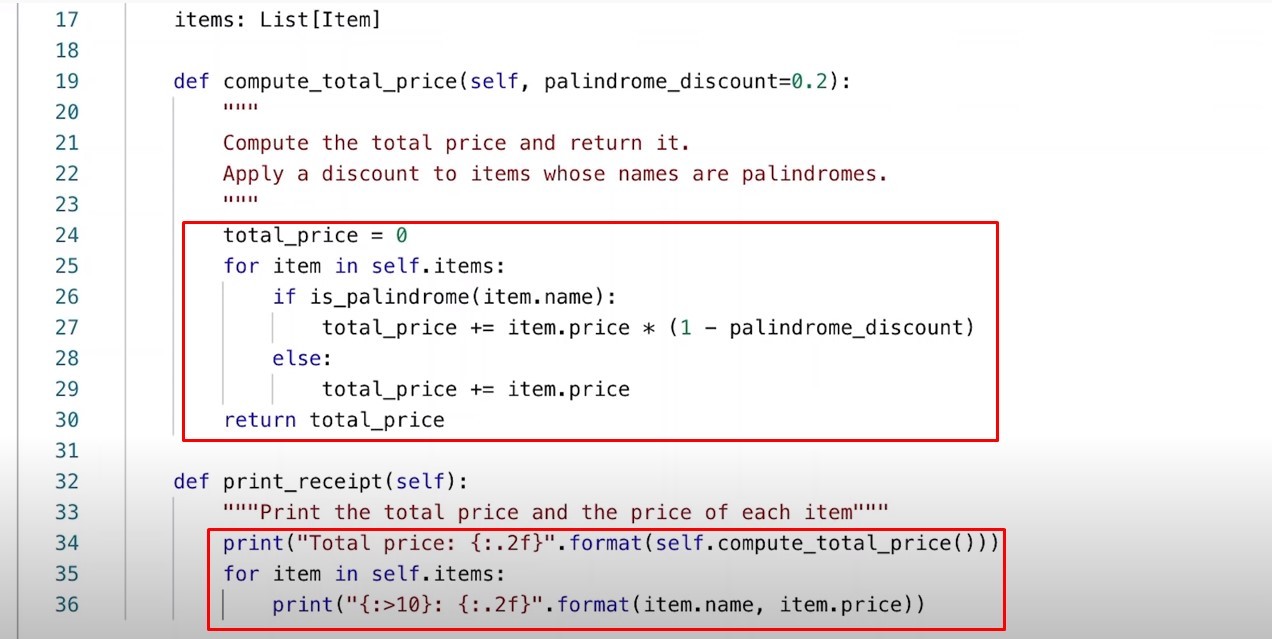 17 items: List[Item]
18
19 def compute_total_price(self, palindrome_discount=0.2):
20 """
21 Compute the total price and return it.
22 Apply a discount to items whose names are palindromes.
23 """
24 total_price = 0
25 for item in self.items:
26 if is_palindrome(item.name):
27 total_price += item.price * (1 - palindrome_discount)
28 else:
29 total_price += item.price
30 return total_price
31
32 def print_receipt(self):
33 """Print the total price and the price of each item"""
34 print("Total price: {:.2f}".format(self.compute_total_price()))
35 for item in self.items:
36 print("{:>10}: {:.2f}".format(item.name, item.price))